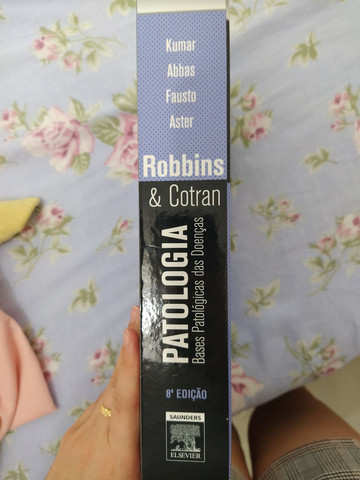 Kumar
Abbas
Fausto
Aster
Robbins
& Cotran
PATOLOGIA
Bases Patológicas das Doenças
8ª EDIÇÃO
SAUNDERS
ELSEVIER